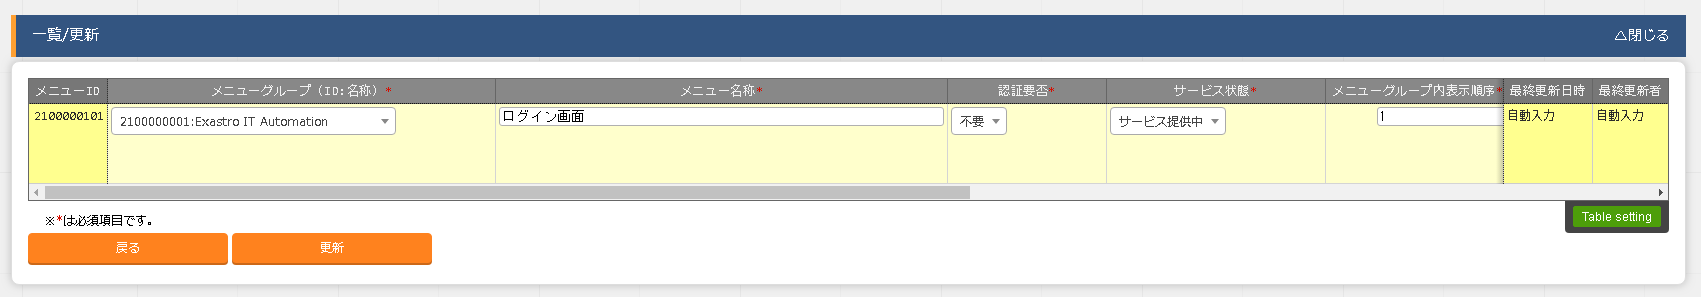 一覧/更新
△閉じる
メニューID メニューグループ（ID:名称）* メニュー名称* 認証要否* サービス状態* メニューグループ内表示順序* 最終更新日時 最終更新者
2100000101 2100000001:Exastro IT Automation ログイン画面 不要 サービス提供中 1 自動入力 自動入力
※*は必須項目です。
Table setting
戻る 更新